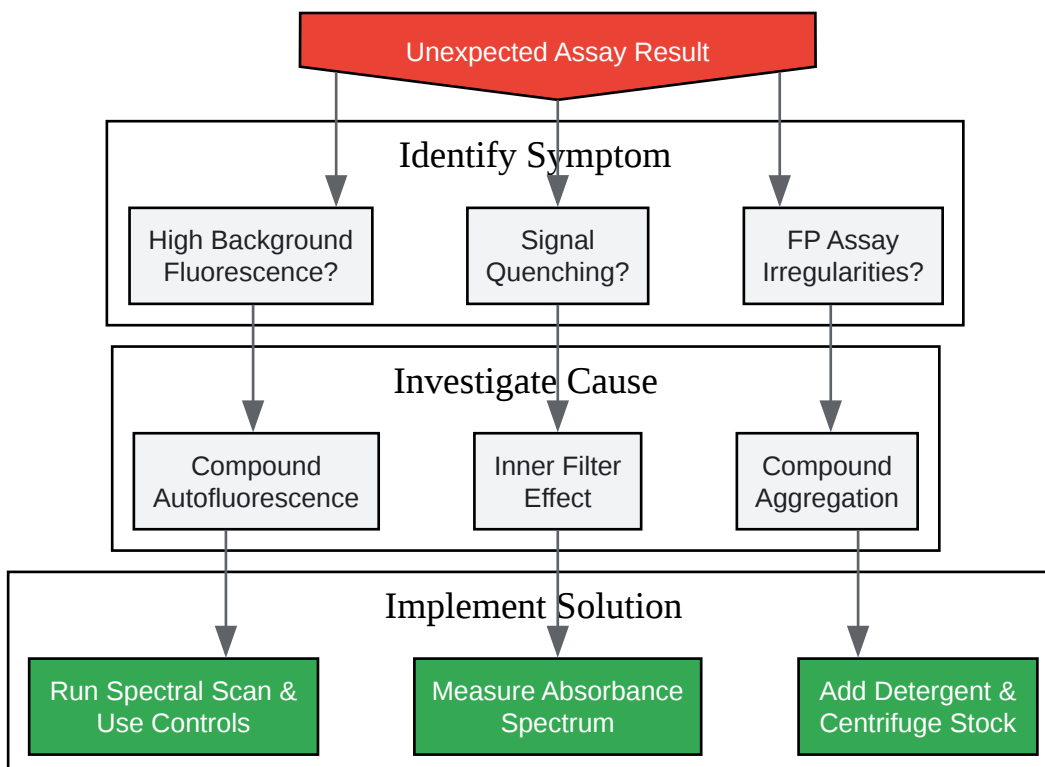 Unexpected Assay Result
Identify Symptom
High Background
Fluorescence?
Signal
Quenching?
FP Assay
Irregularities?
Investigate Cause
Compound
Autofluorescence
Inner Filter
Effect
Compound
Aggregation
Implement Solution
Run Spectral Scan &
Use Controls
Measure Absorbance
Spectrum
Add Detergent &
Centrifuge Stock